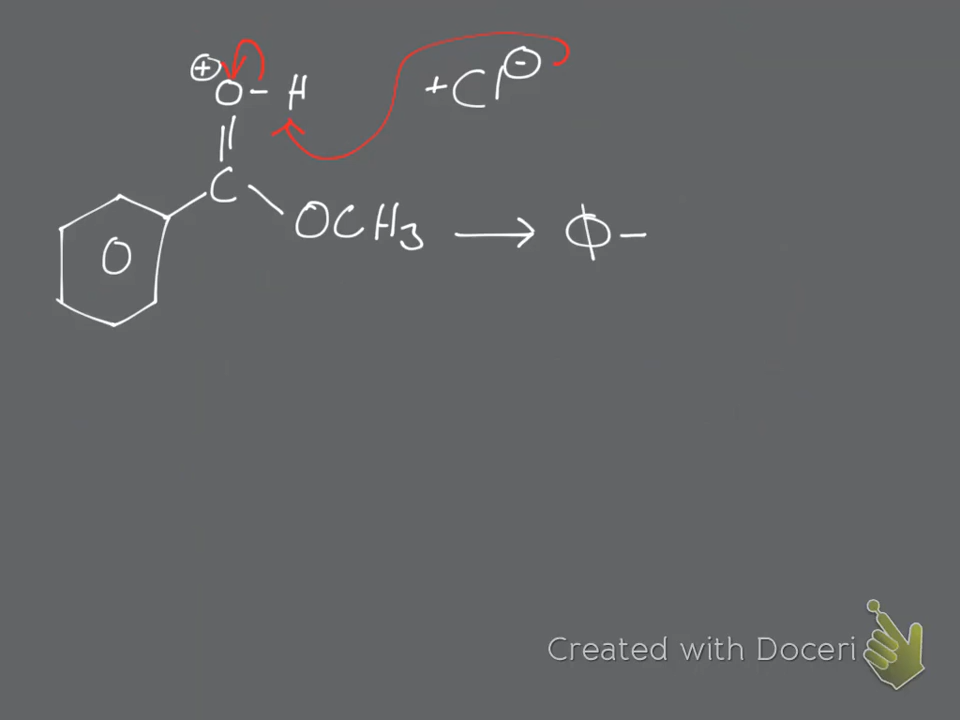 ⊕
O - H
+ Cl ⊖
||
C
OCH3 → Φ -
O
Created with Doceri